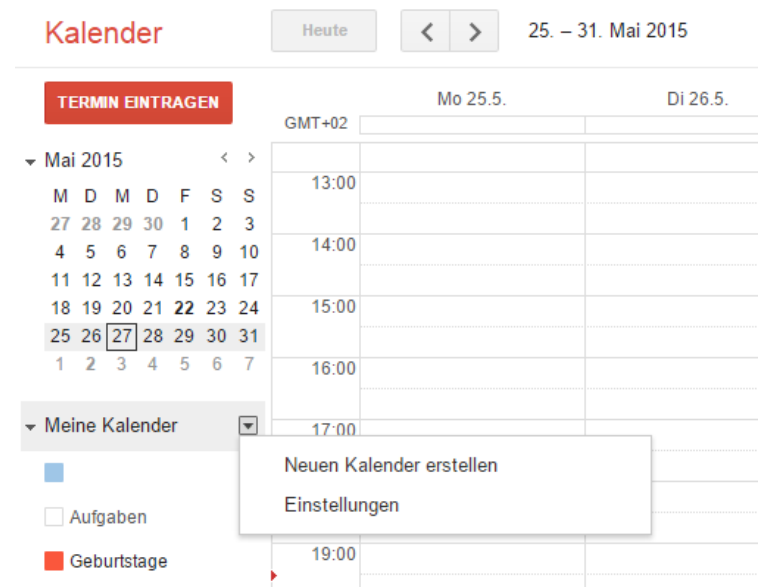 Kalender
Heute
25. – 31. Mai 2015
TERMIN EINTRAGEN
Mo 25.5.
Di 26.5.
GMT+02
Mai 2015
M D M D F S S
27 28 29 30 1 2 3
4 5 6 7 8 9 10
11 12 13 14 15 16 17
18 19 20 21 22 23 24
25 26 27 28 29 30 31
1 2 3 4 5 6 7
13:00
14:00
15:00
16:00
17:00
Meine Kalender
Neuen Kalender erstellen
Einstellungen
Aufgaben
Geburtstage
19:00